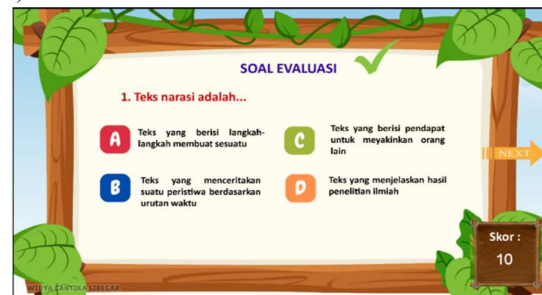 SOAL EVALUASI
1. Teks narasi adalah...
A
Teks yang berisi langkah-
langkah membuat sesuatu
B
Teks yang menceritakan
suatu peristiwa berdasarkan
urutan waktu
C
Teks yang berisi pendapat
untuk meyakinkan orang
lain
D
Teks yang menjelaskan hasil
penelitian ilmiah
NEXT
Skor :
10
WIDYA CANTIKA SIREGAR